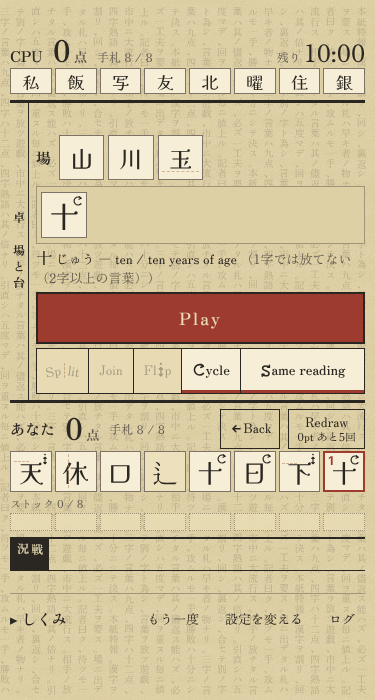 CPU 0点 手札 8 / 8 残り 10:00
私 飯 写 友 北 曜 住 銀
卓 場と台
場 山 川 玉
十
十 じゅう — ten / ten years of age （1字では放てない
（2字以上の言葉））
Play
Split Join Flip Cycle Same reading
あなた 0点 手札 8 / 8 ←Back Redraw
0pt あと5回
天 休 口 辶 十 日 下 1 十
ストック 0 / 8
戦況
▶ しくみ もう一度 設定を変える ログ